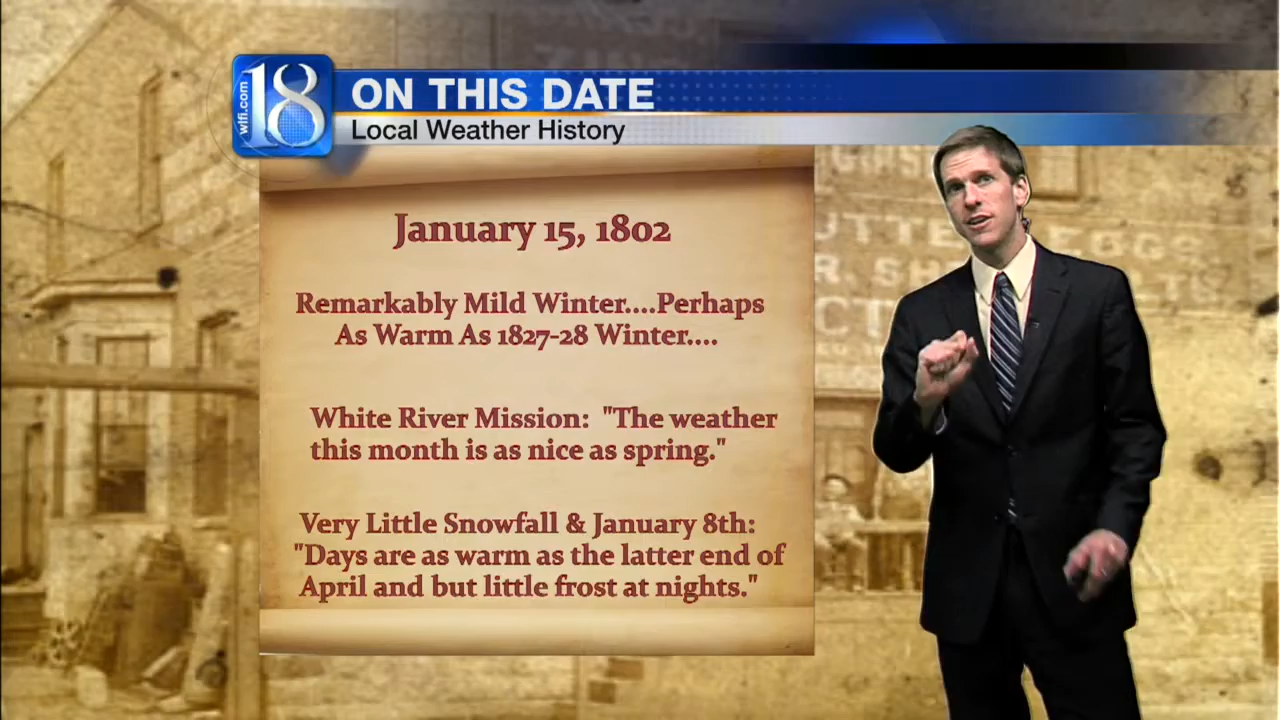 wlfi.com
18
ON THIS DATE
Local Weather History
January 15, 1802
Remarkably Mild Winter....Perhaps
As Warm As 1827-28 Winter....
White River Mission: "The weather
this month is as nice as spring."
Very Little Snowfall & January 8th:
"Days are as warm as the latter end of
April and but little frost at nights."
EGGS